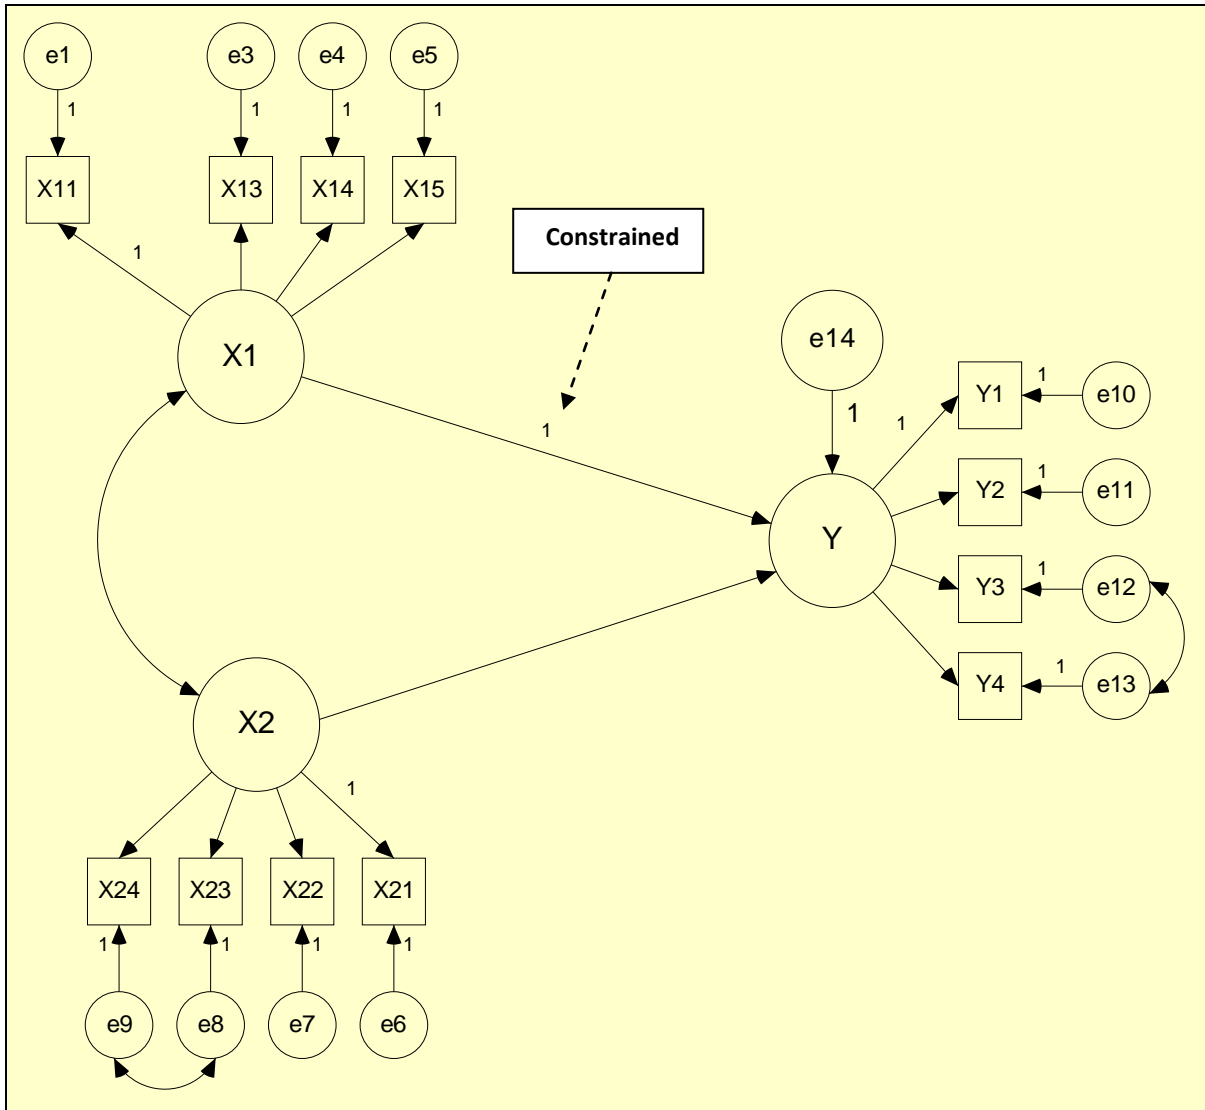 e1 e3 e4 e5
1 1 1 1
X11 X13 X14 X15
1
Constrained
X1
e14
1
1
1
Y1
1
e10
Y2
1
e11
Y
Y3
1
e12
Y4
1
e13
X2
1
X24 X23 X22 X21
1 1 1 1
e9 e8 e7 e6